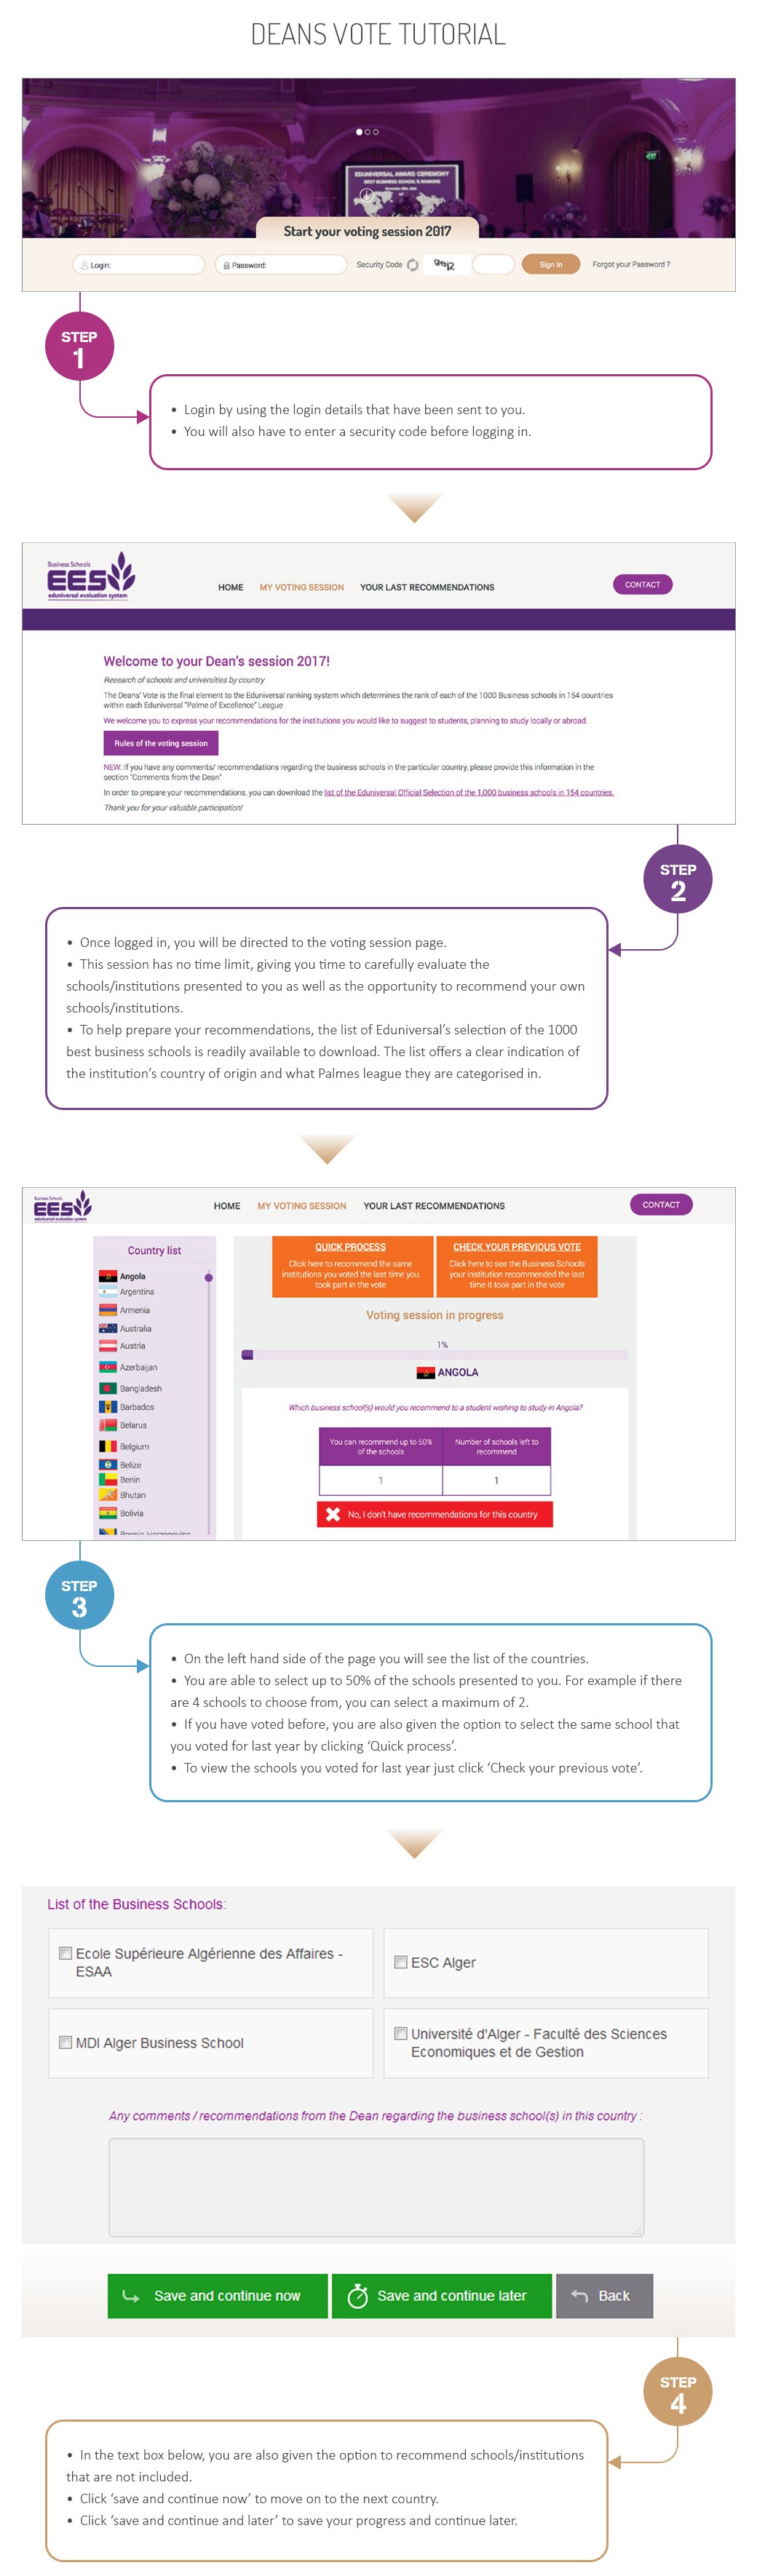 DEANS VOTE TUTORIAL
EDUNIVERSAL AWARD CEREMONY
BEST BUSINESS SCHOOL'S RANKING
Start your voting session 2017
Login:
Password:
Security Code
Sign In
Forgot your Password ?
STEP
1
• Login by using the login details that have been sent to you.
• You will also have to enter a security code before logging in.
Business Schools
EES
eduniversal evaluation system
HOME
MY VOTING SESSION
YOUR LAST RECOMMENDATIONS
CONTACT
Welcome to your Dean's session 2017!
Research of schools and universities by country
The Deans' Vote is the final element to the Eduniversal ranking system which determines the rank of each of the 1000 Business schools in 154 countries
within each Eduniversal "Palme of Excellence" League
We welcome you to express your recommendations for the institutions you would like to suggest to students, planning to study locally or abroad.
Rules of the voting session
NEW: If you have any comments/ recommendations regarding the business schools in the particular country, please provide this information in the
section "Comments from the Dean"
In order to prepare your recommendations, you can download the list of the Eduniversal Official Selection of the 1,000 business schools in 154 countries.
Thank you for your valuable participation!
STEP
2
• Once logged in, you will be directed to the voting session page.
• This session has no time limit, giving you time to carefully evaluate the
schools/institutions presented to you as well as the opportunity to recommend your own
schools/institutions.
• To help prepare your recommendations, the list of Eduniversal's selection of the 1000
best business schools is readily available to download. The list offers a clear indication of
the institution's country of origin and what Palmes league they are categorised in.
Business Schools
EES
eduniversal evaluation system
HOME
MY VOTING SESSION
YOUR LAST RECOMMENDATIONS
CONTACT
Country list
Angola
Argentina
Armenia
Australia
Austria
Azerbaijan
Bangladesh
Barbados
Belarus
Belgium
Belize
Benin
Bhutan
Bolivia
Bosnia-Herzegovina
QUICK PROCESS
Click here to recommend the same
institutions you voted the last time you
took part in the vote
CHECK YOUR PREVIOUS VOTE
Click here to see the Business Schools
your institution recommended the last
time it took part in the vote
Voting session in progress
1%
ANGOLA
Which business school(s) would you recommend to a student wishing to study in Angola?
You can recommend up to 50%
of the schools
Number of schools left to
recommend
1
1
No, I don't have recommendations for this country
STEP
3
• On the left hand side of the page you will see the list of the countries.
• You are able to select up to 50% of the schools presented to you. For example if there
are 4 schools to choose from, you can select a maximum of 2.
• If you have voted before, you are also given the option to select the same school that
you voted for last year by clicking 'Quick process'.
• To view the schools you voted for last year just click 'Check your previous vote'.
List of the Business Schools:
Ecole Supérieure Algérienne des Affaires -
ESAA
ESC Alger
MDI Alger Business School
Université d'Alger - Faculté des Sciences
Economiques et de Gestion
Any comments / recommendations from the Dean regarding the business school(s) in this country :
Save and continue now
Save and continue later
Back
STEP
4
• In the text box below, you are also given the option to recommend schools/institutions
that are not included.
• Click 'save and continue now' to move on to the next country.
• Click 'save and continue and later' to save your progress and continue later.